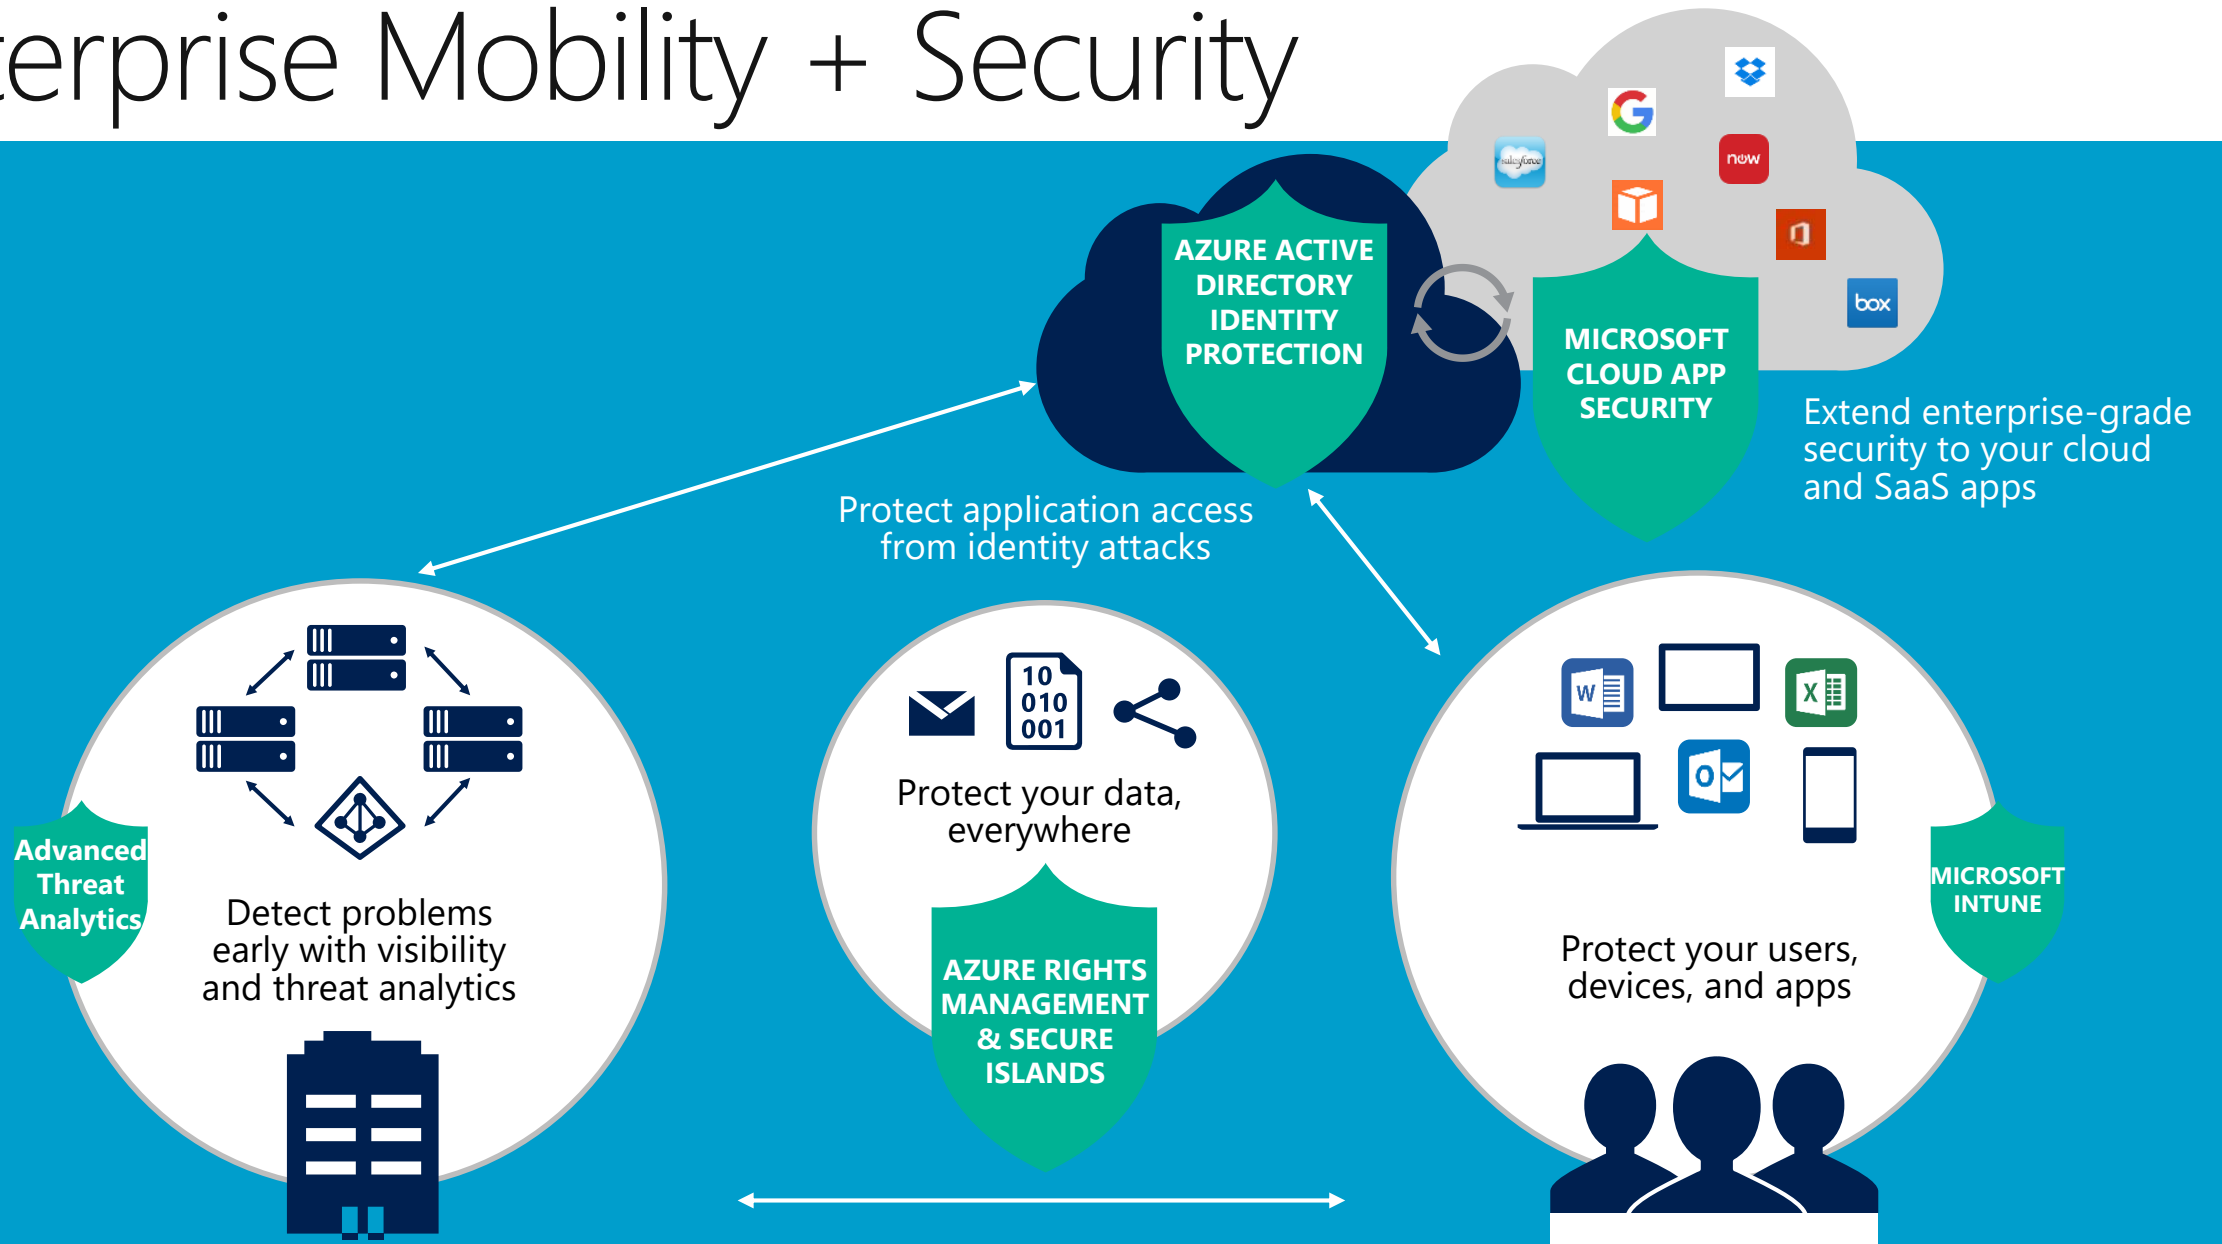 terprise Mobility + Security
salesforce
G
now
box
AZURE ACTIVE
DIRECTORY
IDENTITY
PROTECTION
MICROSOFT
CLOUD APP
SECURITY
Extend enterprise-grade
security to your cloud
and SaaS apps
Protect application access
from identity attacks
Advanced
Threat
Analytics
Detect problems
early with visibility
and threat analytics
10
010
001
Protect your data,
everywhere
AZURE RIGHTS
MANAGEMENT
& SECURE
ISLANDS
W
X
O
MICROSOFT
INTUNE
Protect your users,
devices, and apps